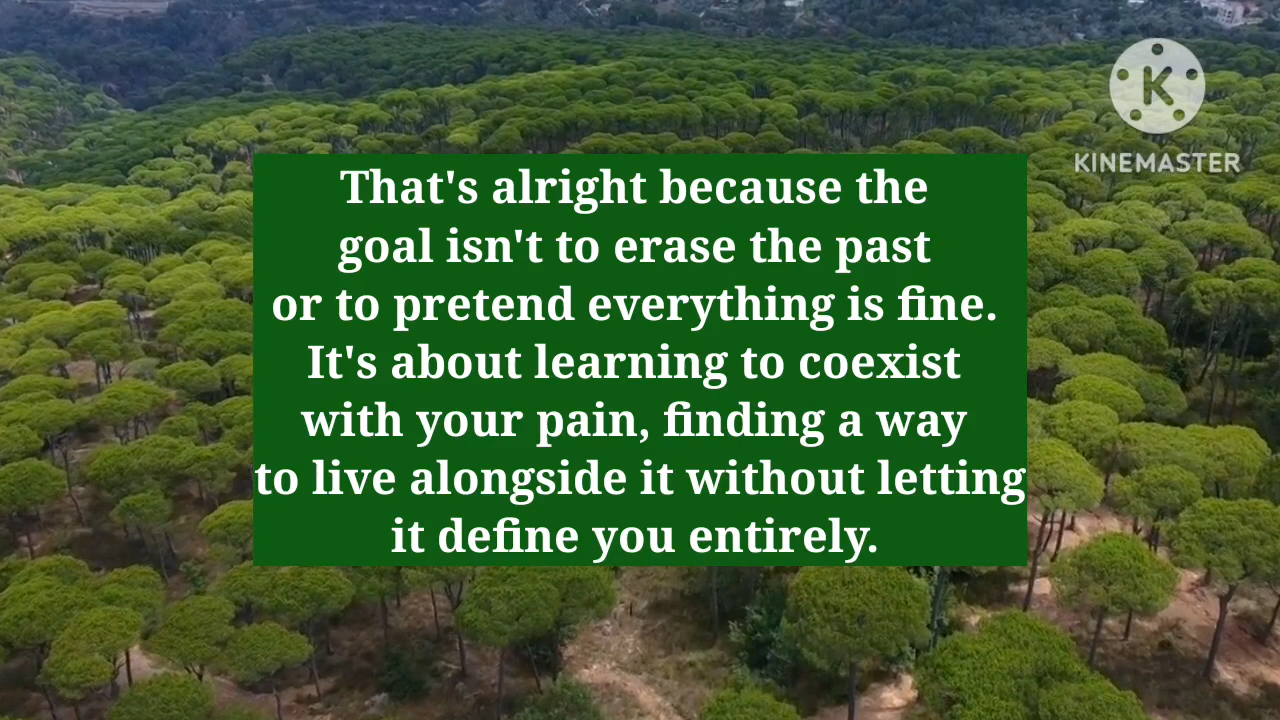 K
KINEMASTER
That's alright because the
goal isn't to erase the past
or to pretend everything is fine.
It's about learning to coexist
with your pain, finding a way
to live alongside it without letting
it define you entirely.